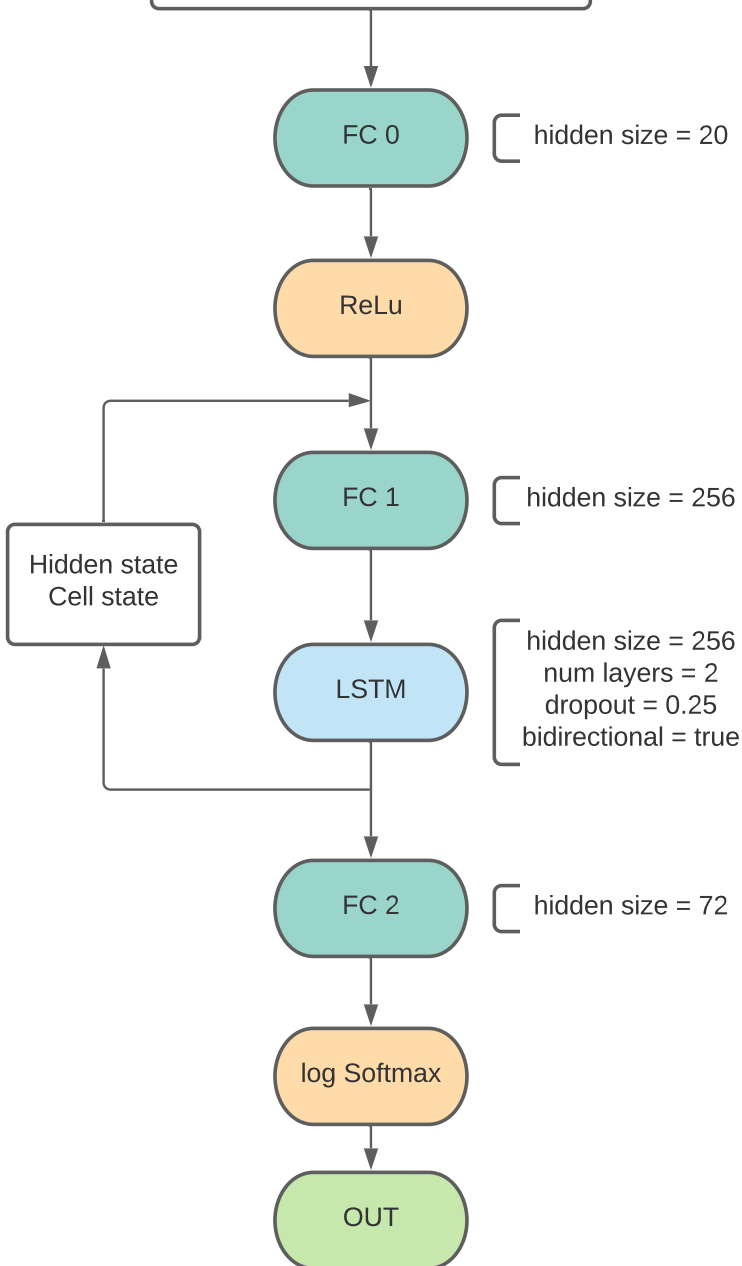 FC 0
hidden size = 20
ReLu
FC 1
hidden size = 256
Hidden state
Cell state
LSTM
hidden size = 256
num layers = 2
dropout = 0.25
bidirectional = true
FC 2
hidden size = 72
log Softmax
OUT